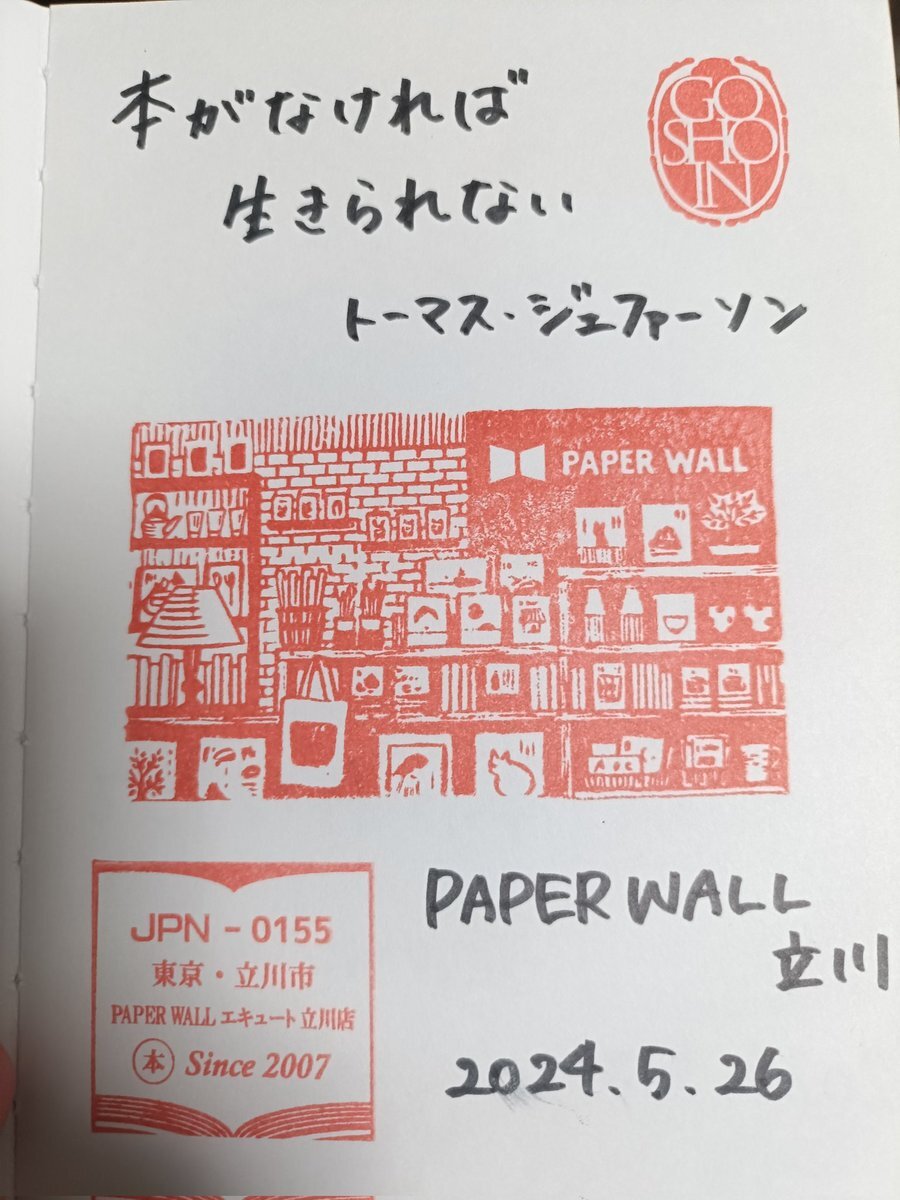 本がなければ
生きられない
トーマス・ジェファーソン
GO
SHO
IN
PAPER WALL
JPN - 0155
東京・立川市
PAPER WALL エキュート立川店
本 Since 2007
PAPER WALL
立川
2024.5.26